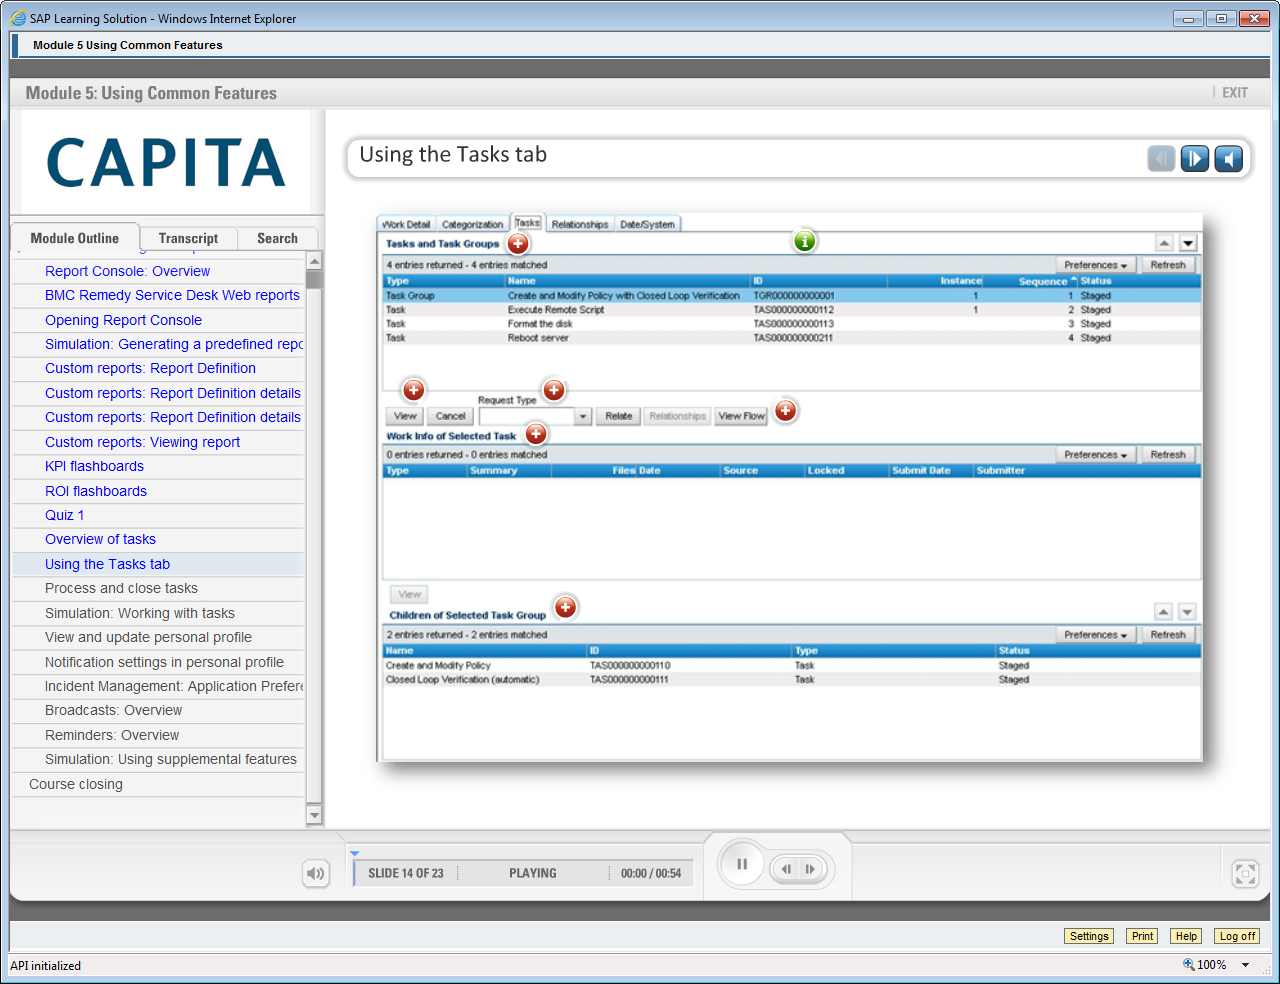 SAP Learning Solution - Windows Internet Explorer
Module 5 Using Common Features
Module 5: Using Common Features
EXIT
CAPITA
Using the Tasks tab
Module Outline
Transcript
Search
Report Console: Overview
BMC Remedy Service Desk Web reports
Opening Report Console
Simulation: Generating a predefined repo
Custom reports: Report Definition
Custom reports: Report Definition details
Custom reports: Report Definition details
Custom reports: Viewing report
KPI flashboards
ROI flashboards
Quiz 1
Overview of tasks
Using the Tasks tab
Process and close tasks
Simulation: Working with tasks
View and update personal profile
Notification settings in personal profile
Incident Management: Application Prefere
Broadcasts: Overview
Reminders: Overview
Simulation: Using supplemental features
Course closing
Work Detail Categorization Tasks Relationships Date/System
Tasks and Task Groups
4 entries returned - 4 entries matched Preferences Refresh
Type Name ID Instance Sequence Status
Task Group Create and Modify Policy with Closed Loop Verification TGR000000000001 1 1 Staged
Task Execute Remote Script TAS000000000112 1 2 Staged
Task Format the disk TAS000000000113 3 Staged
Task Reboot server TAS000000000211 4 Staged
Request Type
View Cancel Relate Relationships View Flow
Work Info of Selected Task
0 entries returned - 0 entries matched Preferences Refresh
Type Summary Files Date Source Locked Submit Date Submitter
View
Children of Selected Task Group
2 entries returned - 2 entries matched Preferences Refresh
Name ID Type Status
Create and Modify Policy TAS000000000110 Task Staged
Closed Loop Verification (automatic) TAS000000000111 Task Staged
SLIDE 14 OF 23 PLAYING 00:00 / 00:54
Settings Print Help Log off
API initialized 100%